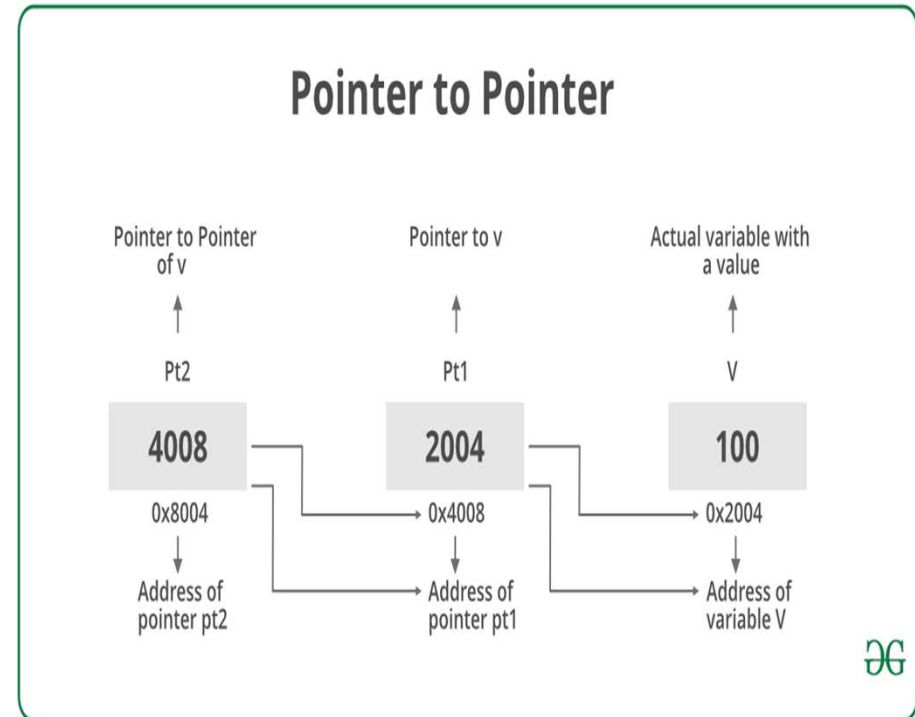 Pointer to Pointer
Pointer to Pointer
of v
Pointer to v
Actual variable with
a value
Pt2
Pt1
V
4008
2004
100
0x8004
0x4008
0x2004
Address of
pointer pt2
Address of
pointer pt1
Address of
variable V